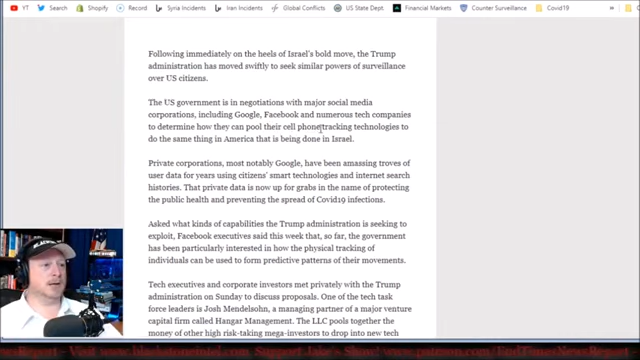 YT
Search
Shopify
Record
Syria Incidents
Iran Incidents
Global Conflicts
US State Dept.
Financial Markets
Counter Surveillance
Covid19
Following immediately on the heels of Israel's bold move, the Trump
administration has moved swiftly to seek similar powers of surveillance
over US citizens.
The US government is in negotiations with major social media
corporations, including Google, Facebook and numerous tech companies
to determine how they can pool their cell phone tracking technologies to
do the same thing in America that is being done in Israel.
Private corporations, most notably Google, have been amassing troves of
user data for years using citizens' smart technologies and internet search
histories. That private data is now up for grabs in the name of protecting
the public health and preventing the spread of Covid19 infections.
Asked what kinds of capabilities the Trump administration is seeking to
exploit, Facebook executives said this week that, so far, the government
has been particularly interested in how the physical tracking of
individuals can be used to form predictive patterns of their movements.
Tech executives and corporate investors met privately with the Trump
administration on Sunday to discuss proposals. One of the tech task
force leaders is Josh Mendelsohn, a managing partner of a major venture
capital firm called Hangar Management. The LLC pools together the
money of other high risk-taking mega-investors to drop into new tech
Report Visit www.blackstoneintel.com Support Jake's Show! www.patreon.com/EndTimesReport